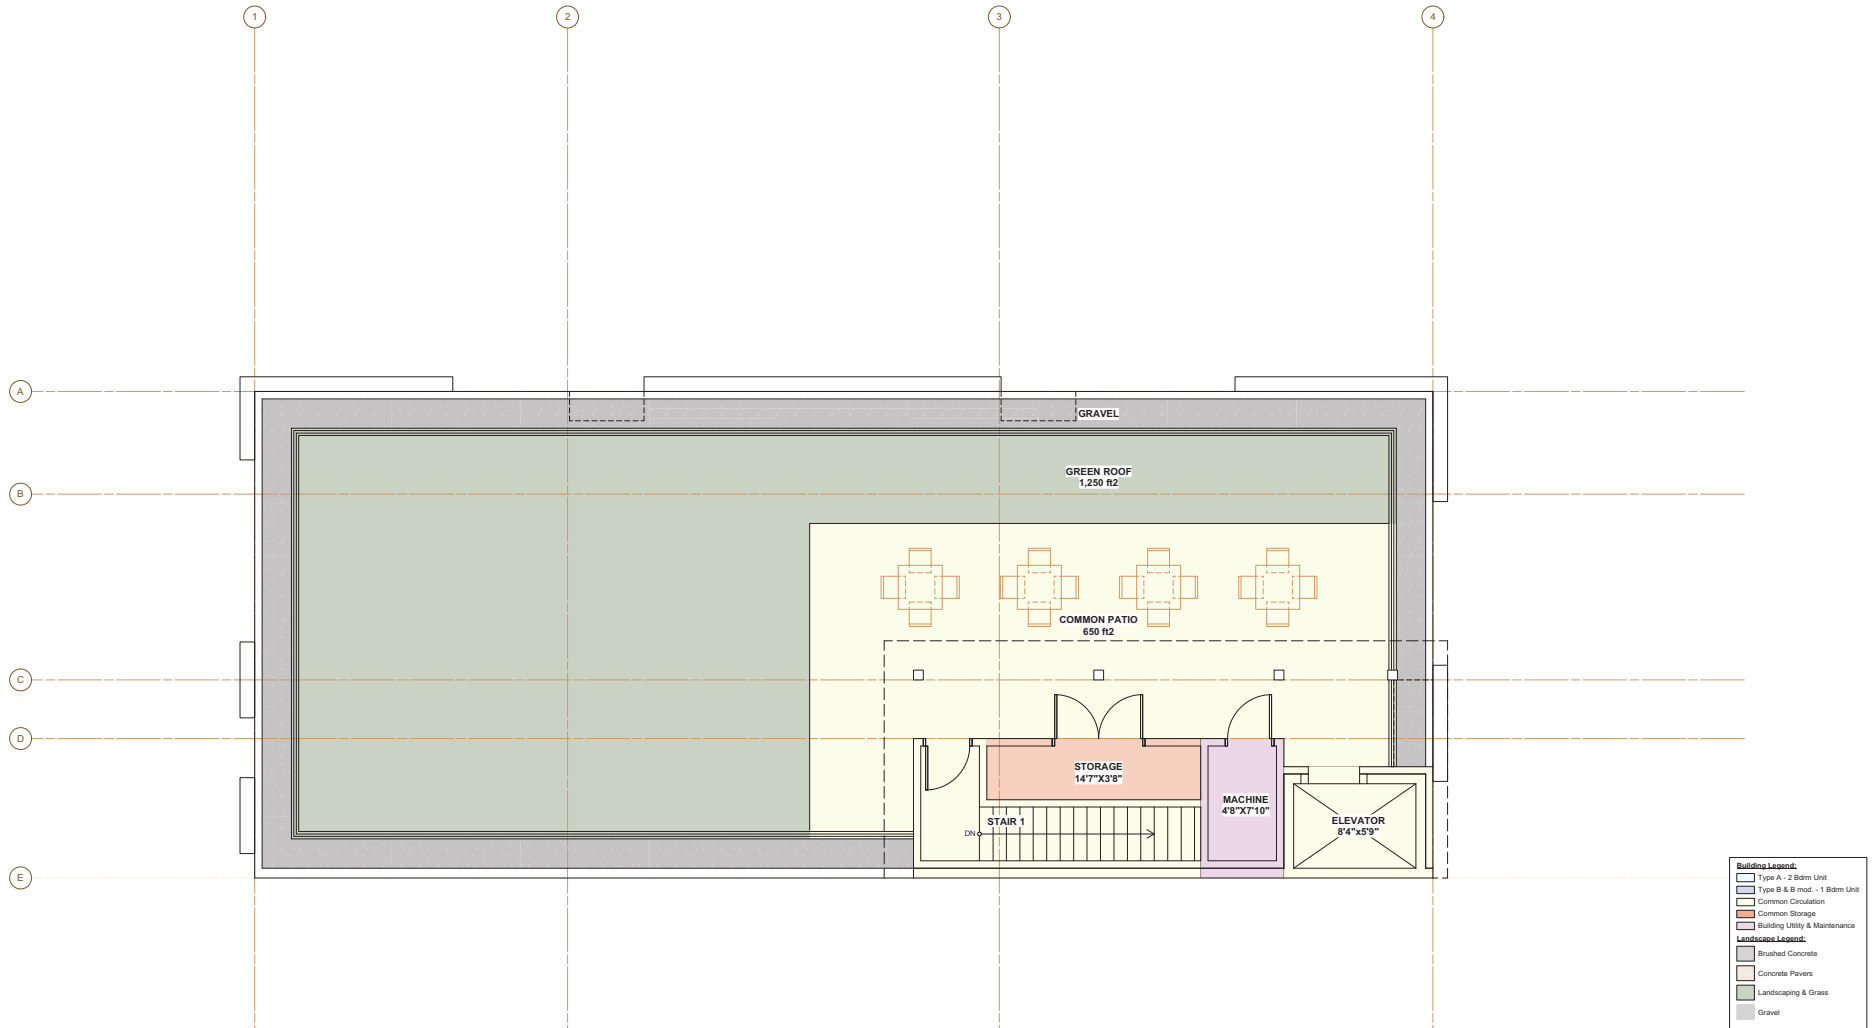 1
2
3
4
A
GRAVEL
GREEN ROOF
1,250 ft2
B
COMMON PATIO
650 ft2
C
D
STORAGE
14'7"X3'8"
MACHINE
4'8"X7'10"
STAIR 1
DN
ELEVATOR
8'4"x5'9"
E
Building Legend:
Type A - 2 Bdrm Unit
Type B & B mod. - 1 Bdrm Unit
Common Circulation
Common Storage
Building Utility & Maintenance
Landscape Legend:
Brushed Concrete
Concrete Pavers
Landscaping & Grass
Gravel